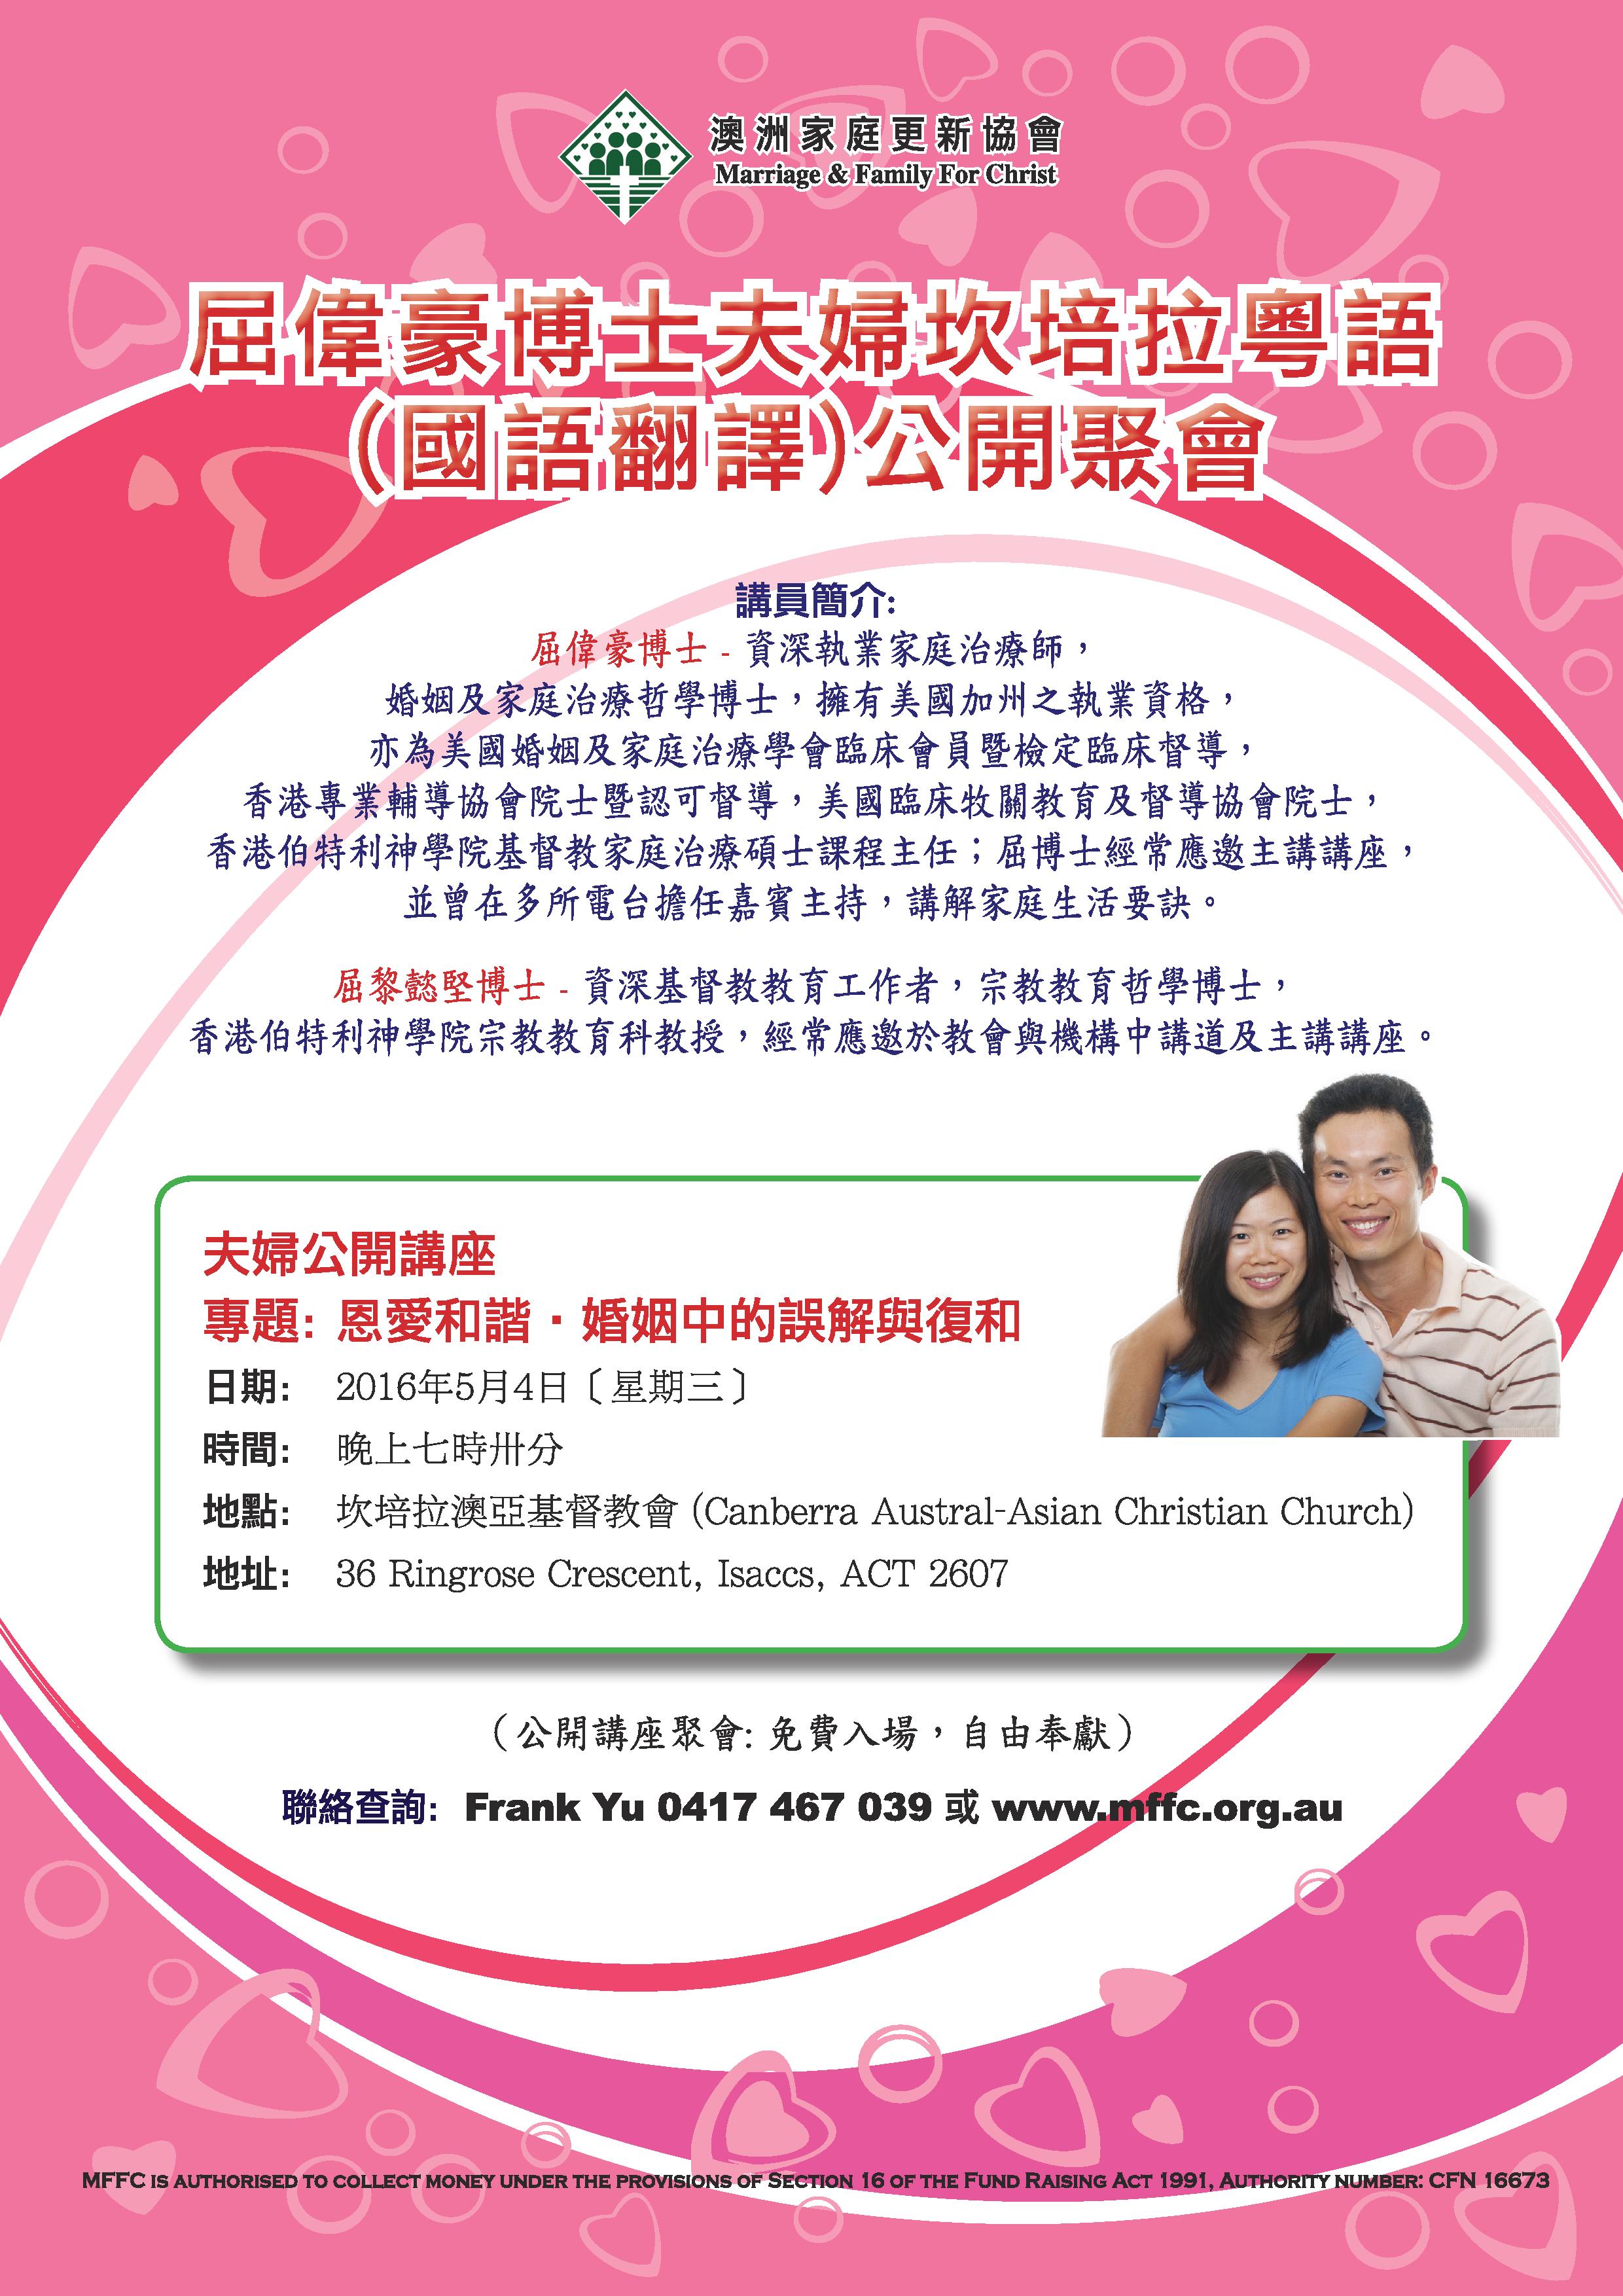 澳洲家庭更新協會
Marriage & Family For Christ
屈偉豪博士夫婦坎培拉粵語
(國語翻譯)公開聚會
講員簡介:
屈偉豪博士 - 資深執業家庭治療師，
婚姻及家庭治療哲學博士，擁有美國加州之執業資格，
亦為美國婚姻及家庭治療學會臨床會員暨檢定臨床督導，
香港專業輔導協會院士暨認可督導，美國臨床牧關教育及督導協會院士，
香港伯特利神學院基督教家庭治療碩士課程主任；屈博士經常應邀主講講座，
並曾在多所電台擔任嘉賓主持，講解家庭生活要訣。
屈黎懿堅博士 - 資深基督教教育工作者，宗教教育哲學博士，
香港伯特利神學院宗教教育科教授，經常應邀於教會與機構中講道及主講講座。
夫婦公開講座
專題: 恩愛和諧·婚姻中的誤解與復和
日期: 2016年5月4日〔星期三〕
時間: 晚上七時卅分
地點: 坎培拉澳亞基督教會 (Canberra Austral-Asian Christian Church)
地址: 36 Ringrose Crescent, Isaccs, ACT 2607
（公開講座聚會: 免費入場，自由奉獻）
聯絡查詢: Frank Yu 0417 467 039 或 www.mffc.org.au
MFFC IS AUTHORISED TO COLLECT MONEY UNDER THE PROVISIONS OF SECTION 16 OF THE FUND RAISING ACT 1991, AUTHORITY NUMBER: CFN 16673